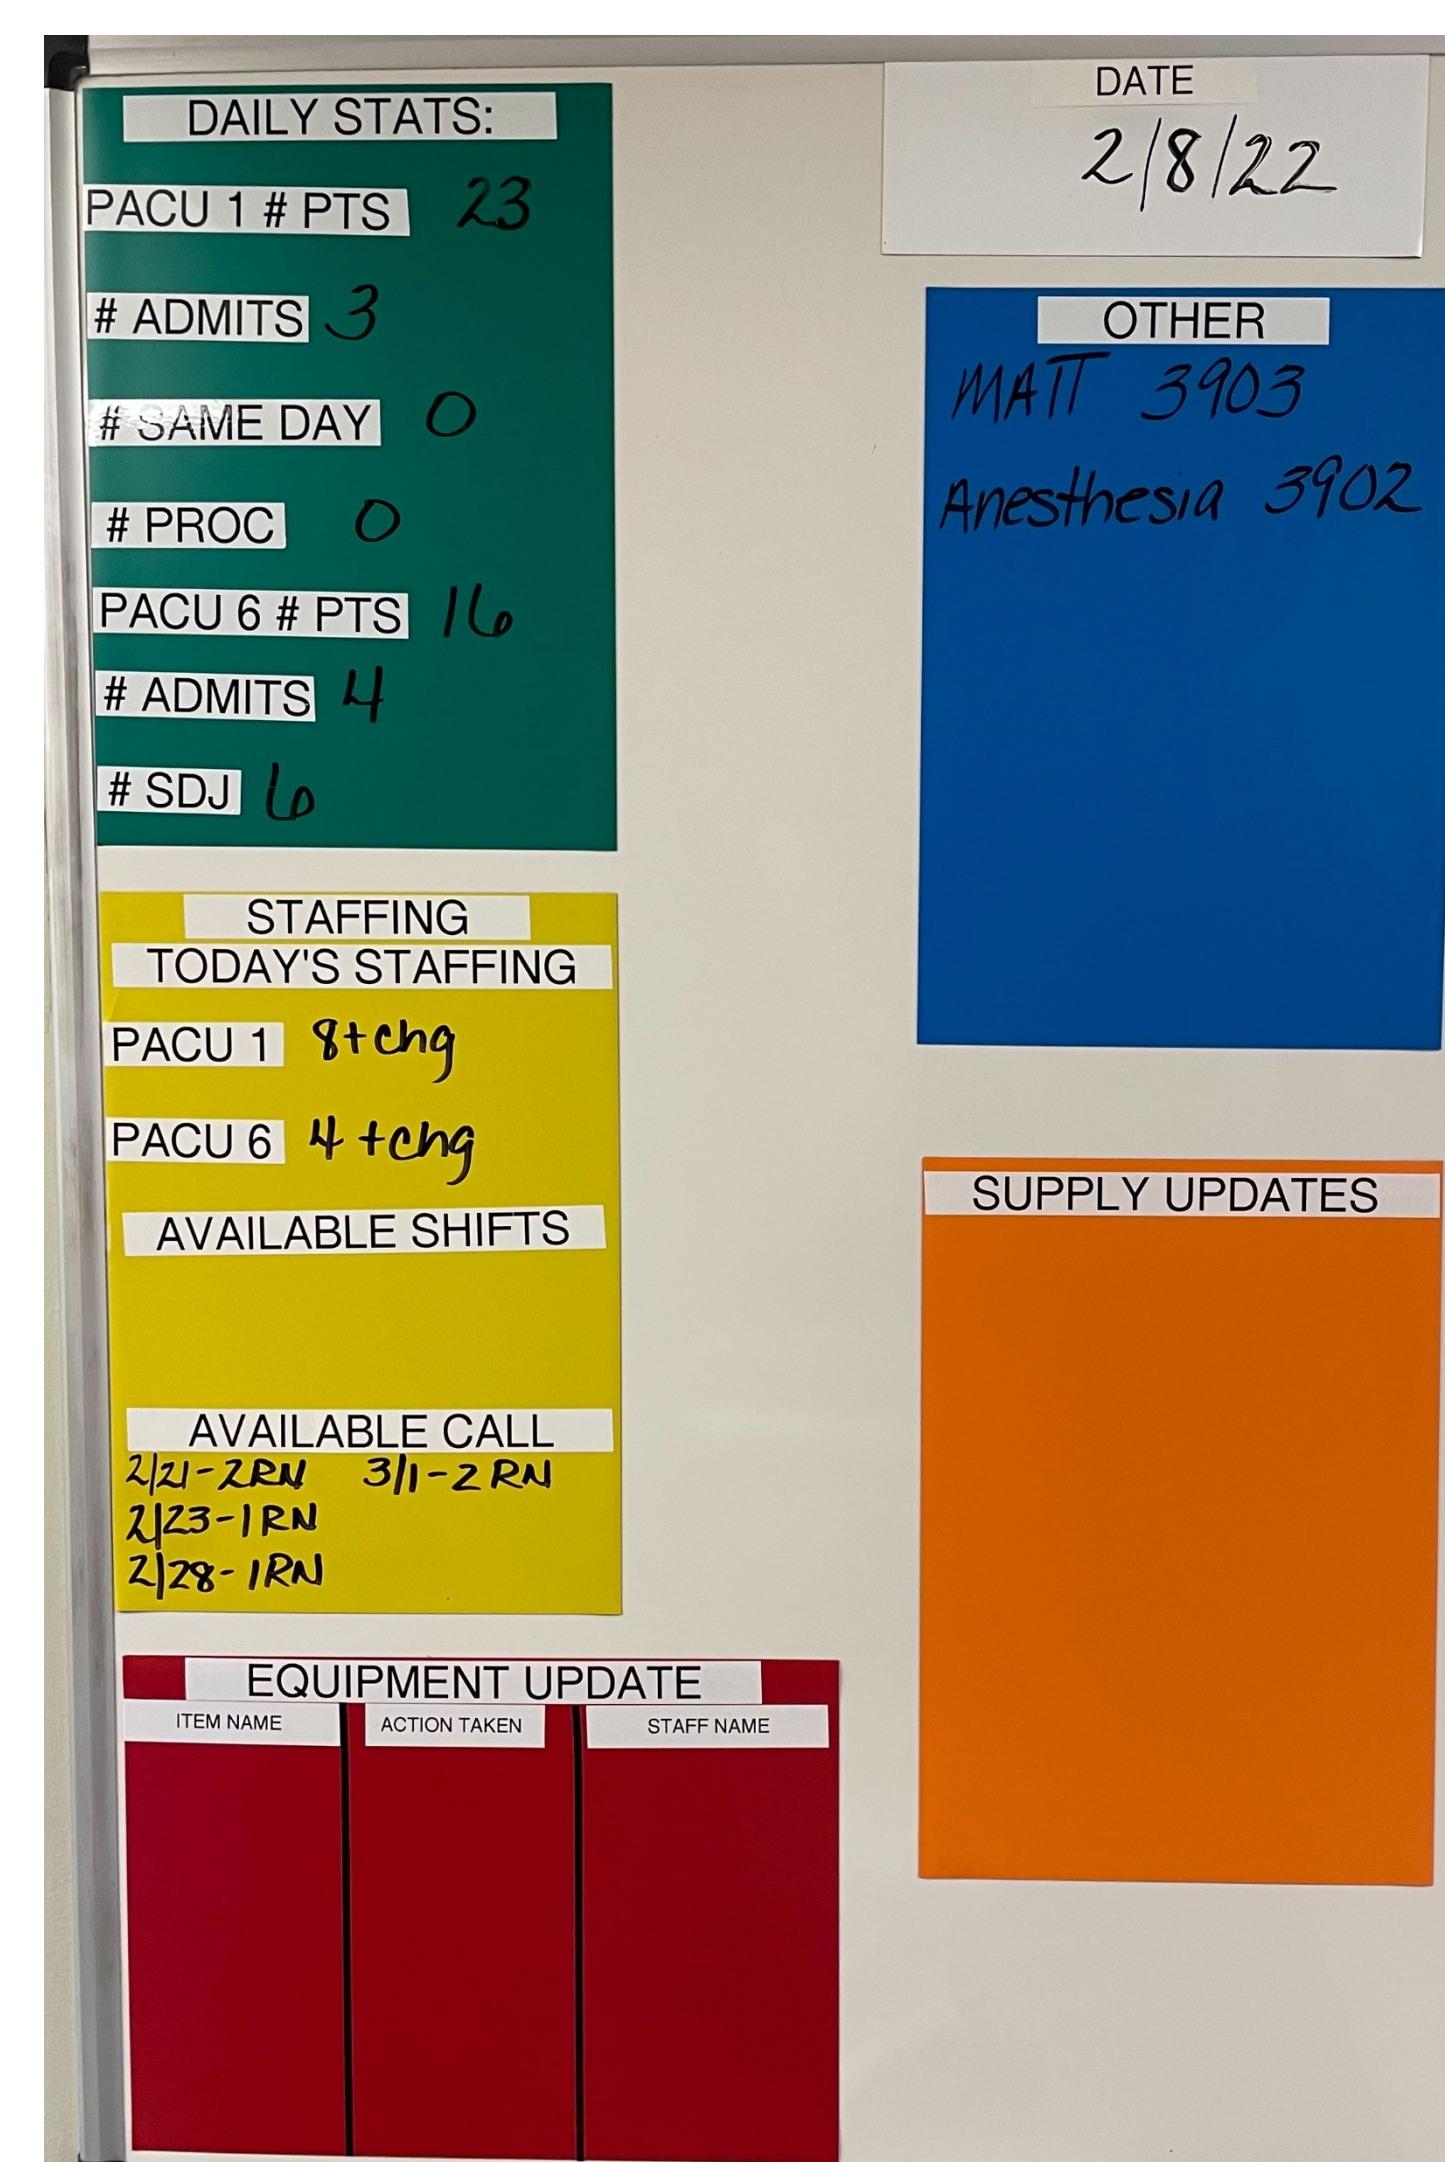 DAILY STATS:
PACU 1 # PTS 23
# ADMITS 3
# SAME DAY 0
# PROC 0
PACU 6 # PTS 16
# ADMITS 4
# SDJ 6
DATE
2/8/22
OTHER
MATT 3903
Anesthesia 3902
STAFFING
TODAY'S STAFFING
PACU 1 8+chg
PACU 6 4+chg
AVAILABLE SHIFTS
AVAILABLE CALL
2/21-2RN 3/1-2 RN
2/23-1RN
2/28-1RN
SUPPLY UPDATES
EQUIPMENT UPDATE
ITEM NAME ACTION TAKEN STAFF NAME